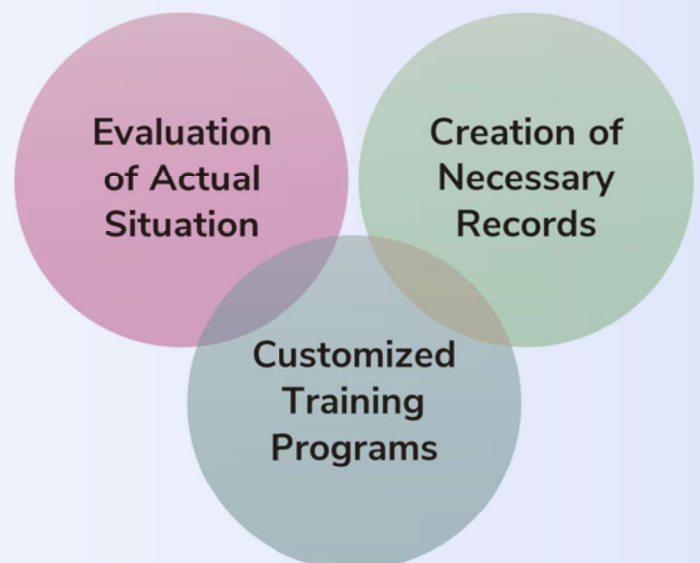 Evaluation
of Actual
Situation
Creation of
Necessary
Records
Customized
Training
Programs